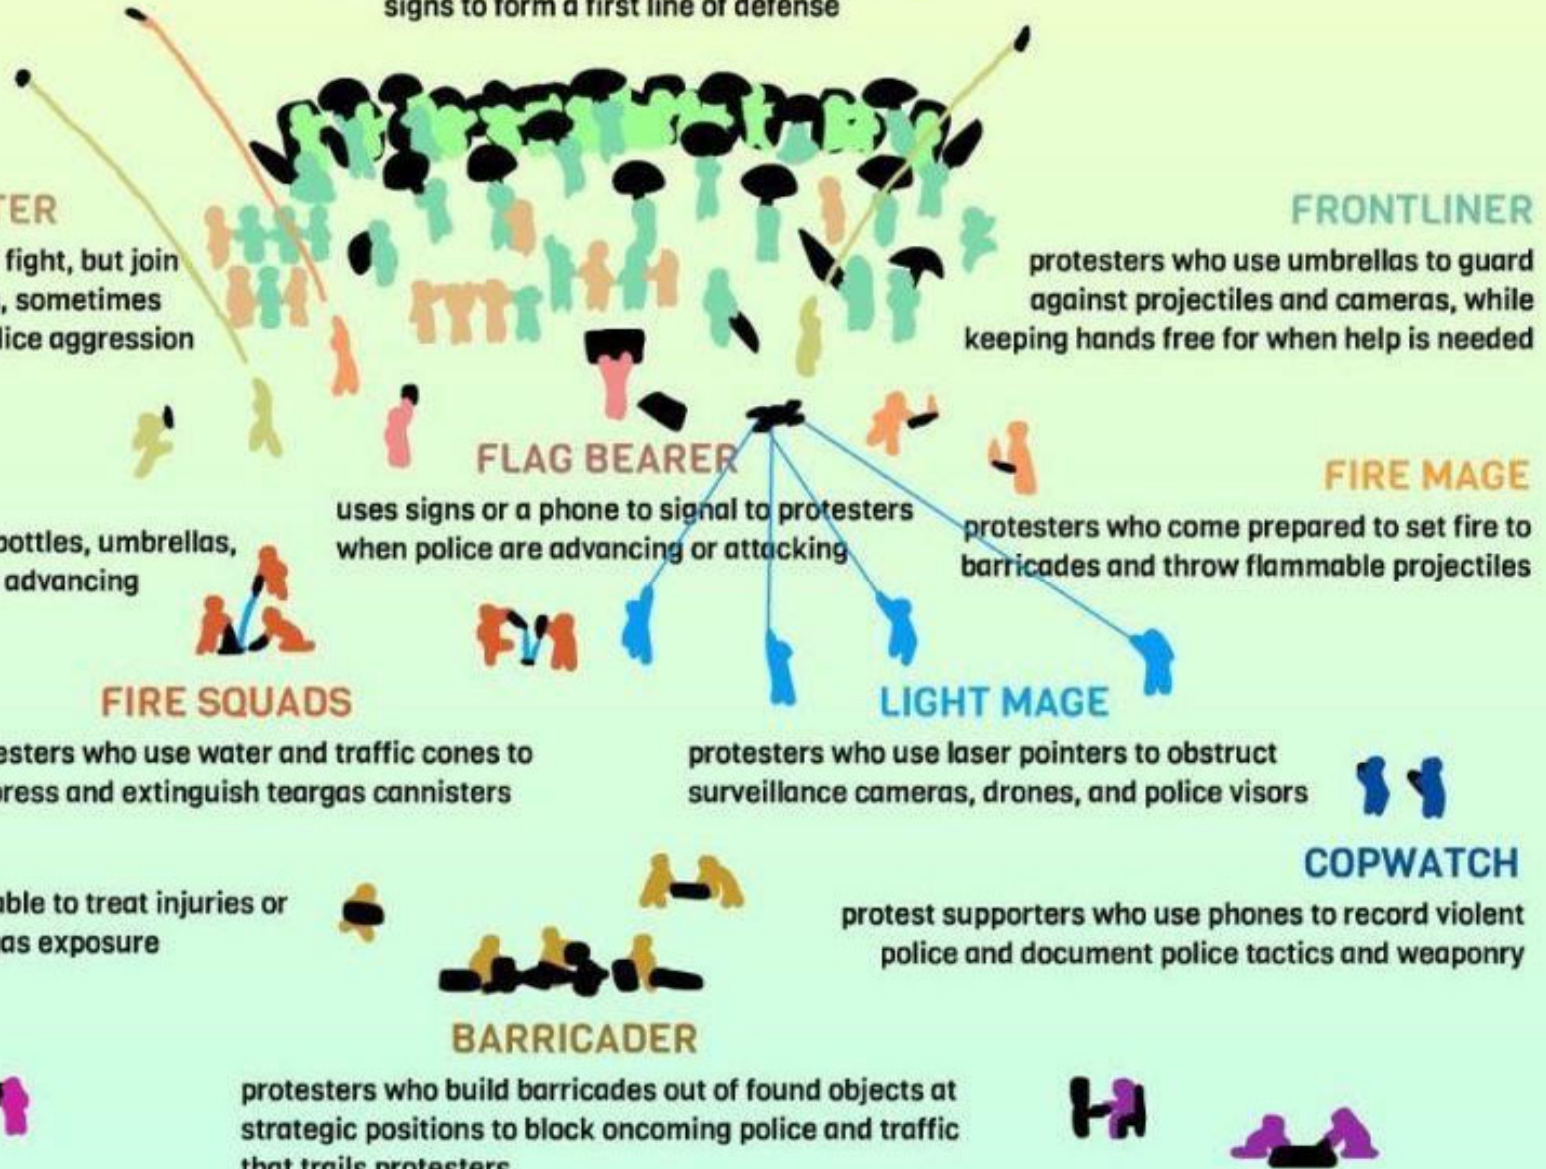 signs to form a first line of defense
TER
fight, but join
, sometimes
lice aggression
FRONTLINER
protesters who use umbrellas to guard
against projectiles and cameras, while
keeping hands free for when help is needed
FLAG BEARER
uses signs or a phone to signal to protesters
when police are advancing or attacking
FIRE MAGE
protesters who come prepared to set fire to
barricades and throw flammable projectiles
bottles, umbrellas,
advancing
FIRE SQUADS
esters who use water and traffic cones to
press and extinguish teargas cannisters
LIGHT MAGE
protesters who use laser pointers to obstruct
surveillance cameras, drones, and police visors
COPWATCH
protest supporters who use phones to record violent
police and document police tactics and weaponry
able to treat injuries or
as exposure
BARRICADER
protesters who build barricades out of found objects at
strategic positions to block oncoming police and traffic
that trails protesters